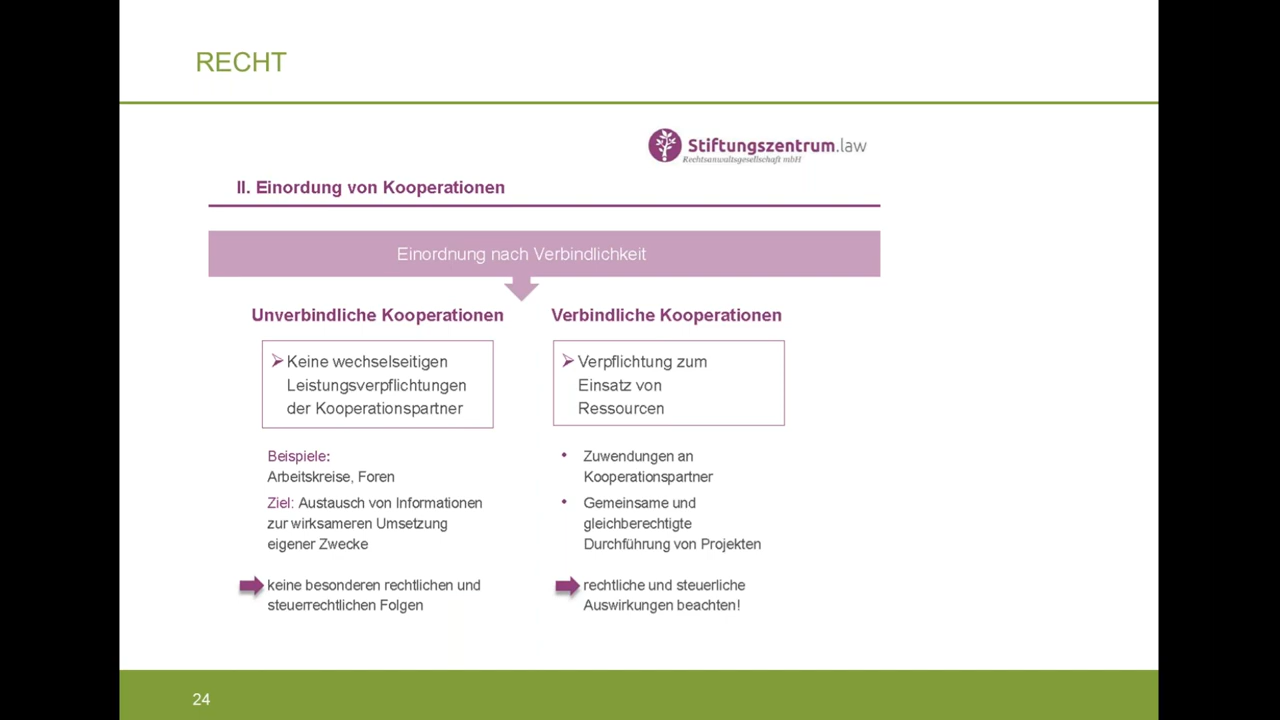 RECHT
Stiftungszentrum.law
Rechtsanwaltsgesellschaft mbH
II. Einordung von Kooperationen
Einordnung nach Verbindlichkeit
Unverbindliche Kooperationen
Keine wechselseitigen
Leistungsverpflichtungen
der Kooperationspartner
Beispiele:
Arbeitskreise, Foren
Ziel: Austausch von Informationen
zur wirksameren Umsetzung
eigener Zwecke
keine besonderen rechtlichen und
steuerrechtlichen Folgen
Verbindliche Kooperationen
Verpflichtung zum
Einsatz von
Ressourcen
• Zuwendungen an
Kooperationspartner
• Gemeinsame und
gleichberechtigte
Durchführung von Projekten
rechtliche und steuerliche
Auswirkungen beachten!
24